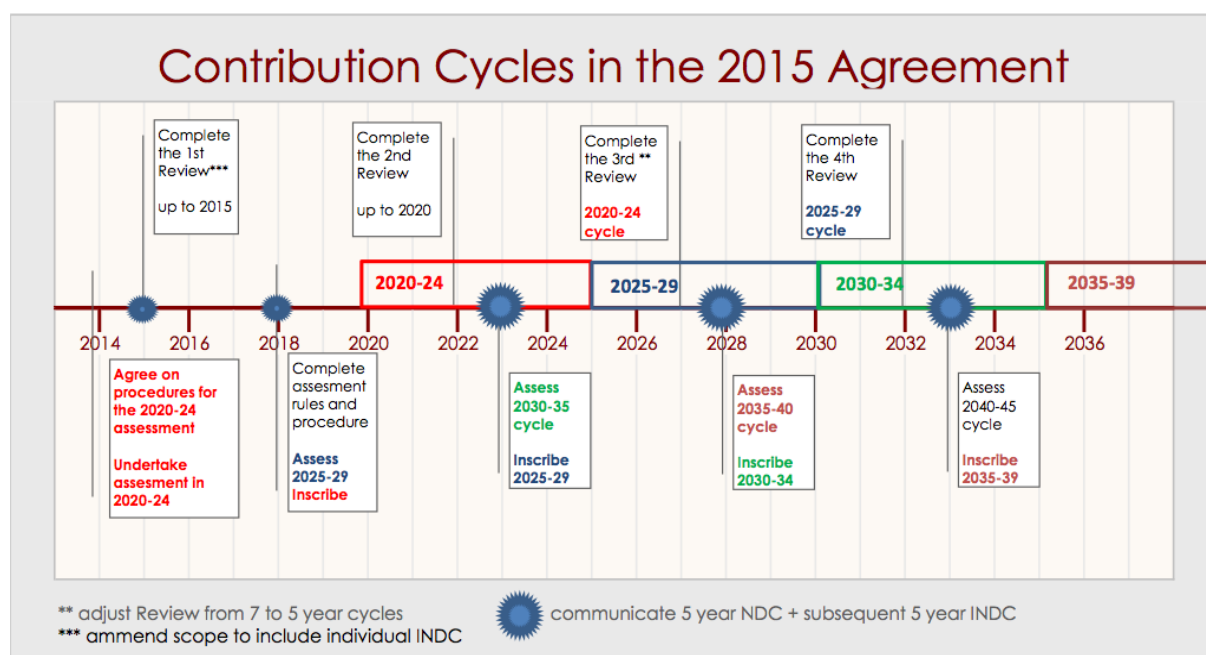 Contribution Cycles in the 2015 Agreement
Complete
the 1st
Review***
up to 2015
Complete
the 2nd
Review
up to 2020
Complete
the 3rd **
Review
2020-24
cycle
Complete
the 4th
Review
2025-29
cycle
2020-24
2025-29
2030-34
2035-39
2014
2016
2018
2020
2022
2024
2026
2028
2030
2032
2034
2036
Agree on
procedures for
the 2020-24
assessment
Undertake
assesment in
2020-24
Complete
assesment
rules and
procedure
Assess
2025-29
Inscribe
Assess
2030-35
cycle
Inscribe
2025-29
Assess
2035-40
cycle
Inscribe
2030-34
Assess
2040-45
cycle
Inscribe
2035-39
** adjust Review from 7 to 5 year cycles
*** ammend scope to include individual INDC
communicate 5 year NDC + subsequent 5 year INDC